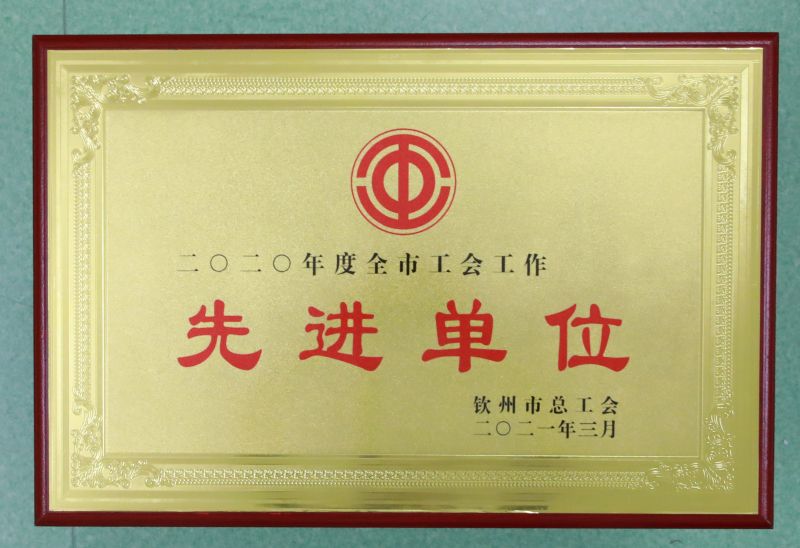 二〇二〇年度全市工会工作
先进单位
钦州市总工会
二〇二一年三月